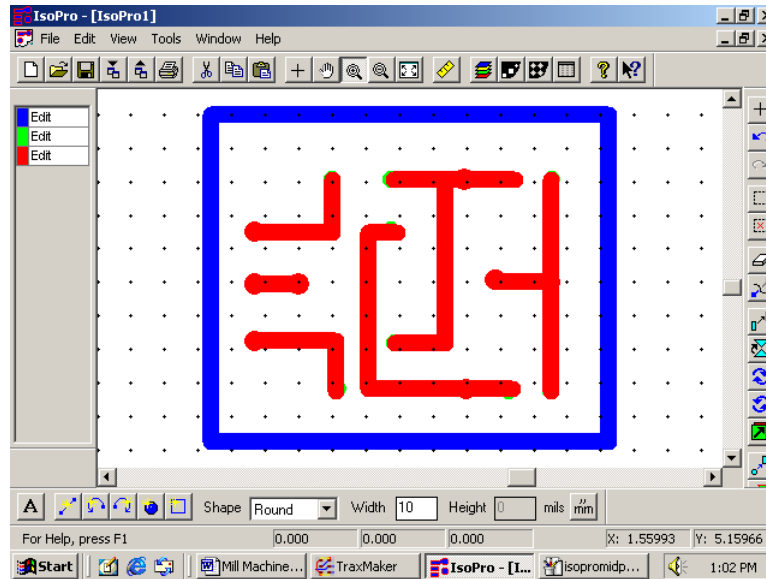 IsoPro - [IsoPro1]
File Edit View Tools Window Help
Edit
Edit
Edit
A Shape Round Width 10 Height 0 mils mm
For Help, press F1 0.000 0.000 0.000 X: 1.55993 Y: 5.15966
Start Mill Machine... TraxMaker IsoPro - [I... isopromidp... 1:02 PM